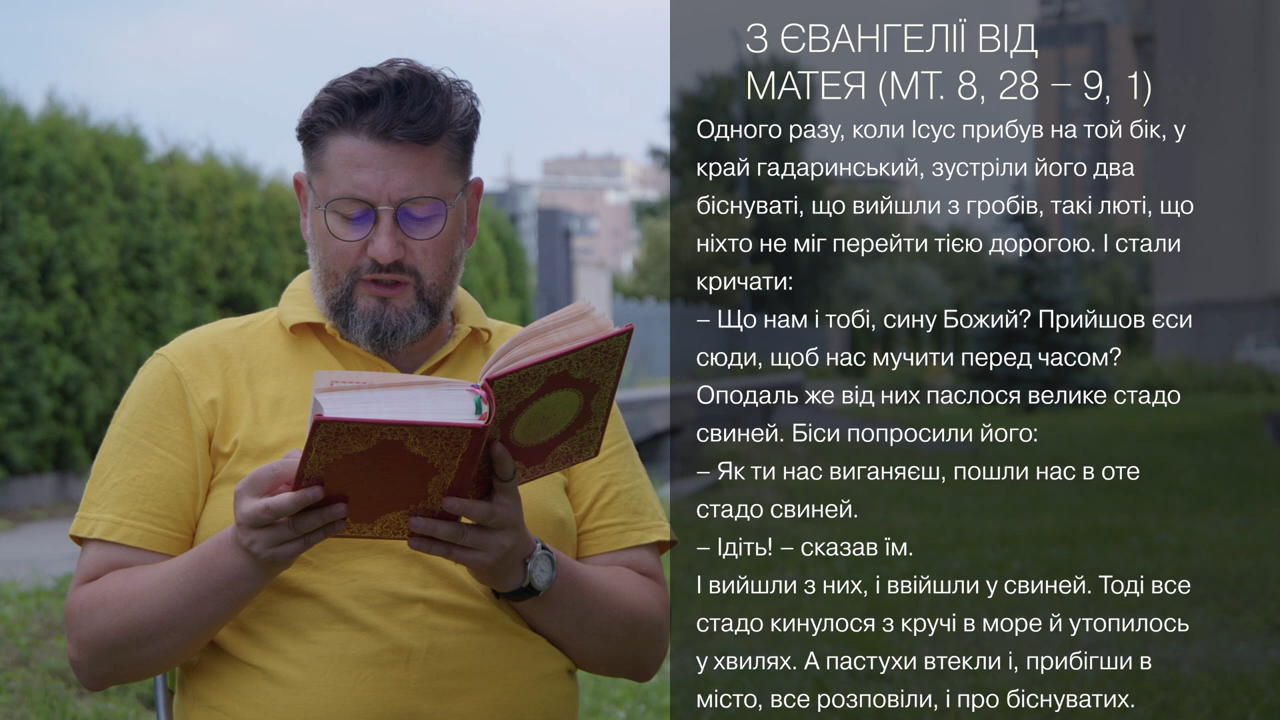 З ЄВАНГЕЛІЇ ВІД
МАТЕЯ (МТ. 8, 28 – 9, 1)
Одного разу, коли Ісус прибув на той бік, у
край гадаринський, зустріли його два
біснуваті, що вийшли з гробів, такі люті, що
ніхто не міг перейти тією дорогою. І стали
кричати:
– Що нам і тобі, сину Божий? Прийшов єси
сюди, щоб нас мучити перед часом?
Оподаль же від них паслося велике стадо
свиней. Біси попросили його:
– Як ти нас виганяєш, пошли нас в оте
стадо свиней.
– Ідіть! – сказав їм.
І вийшли з них, і ввійшли у свиней. Тоді все
стадо кинулося з кручі в море й утопилось
у хвилях. А пастухи втекли і, прибігши в
місто, все розповіли, і про біснуватих.